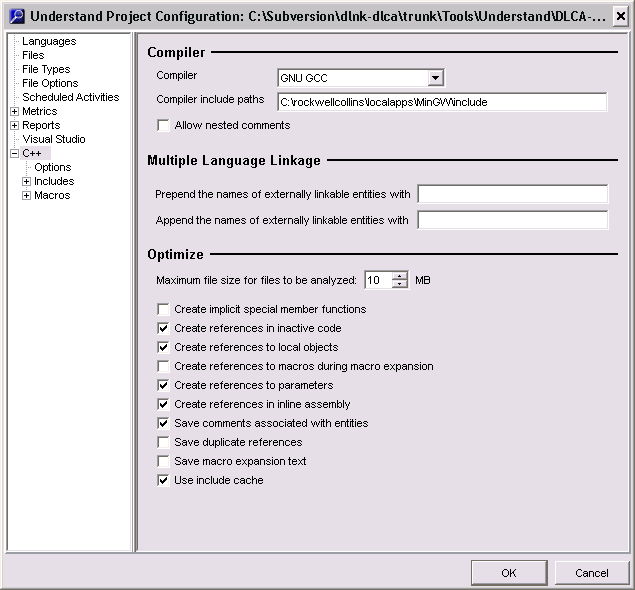 Understand Project Configuration: C:\Subversion\dlnk-dlca\trunk\Tools\Understand\DLCA-...
Languages
Files
File Types
File Options
Scheduled Activities
Metrics
Reports
Visual Studio
C++
Options
Includes
Macros
Compiler
Compiler GNU GCC
Compiler include paths C:\rockwellcollins\localapps\MinGW\include
Allow nested comments
Multiple Language Linkage
Prepend the names of externally linkable entities with
Append the names of externally linkable entities with
Optimize
Maximum file size for files to be analyzed: 10 MB
Create implicit special member functions
Create references in inactive code
Create references to local objects
Create references to macros during macro expansion
Create references to parameters
Create references in inline assembly
Save comments associated with entities
Save duplicate references
Save macro expansion text
Use include cache
OK Cancel